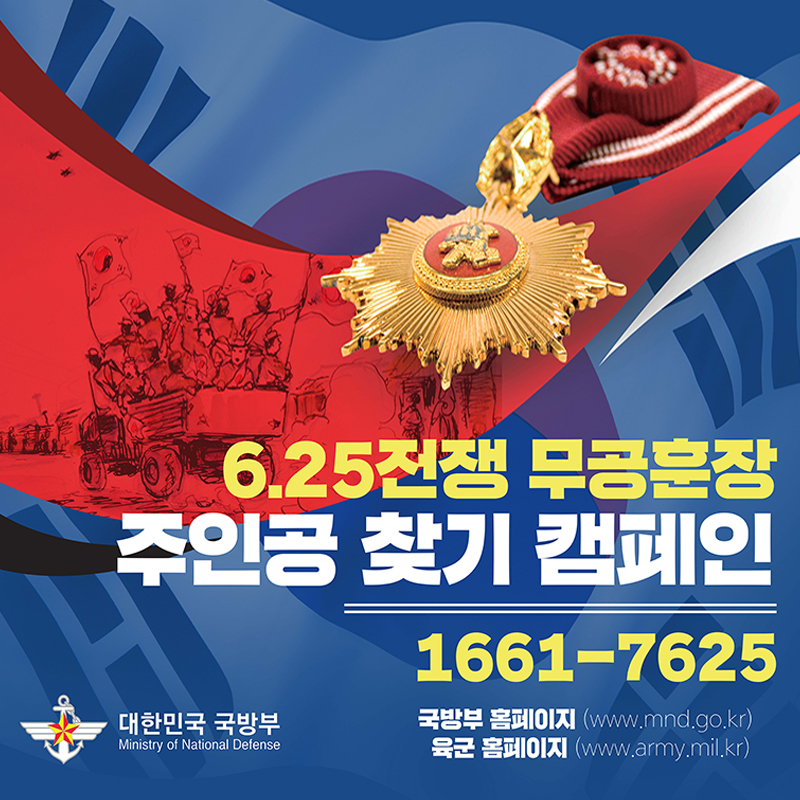 6.25전쟁 무공훈장
주인공 찾기 캠페인
1661-7625
국방부 홈페이지 (www.mnd.go.kr)
육군 홈페이지 (www.army.mil.kr)
대한민국 국방부
Ministry of National Defense